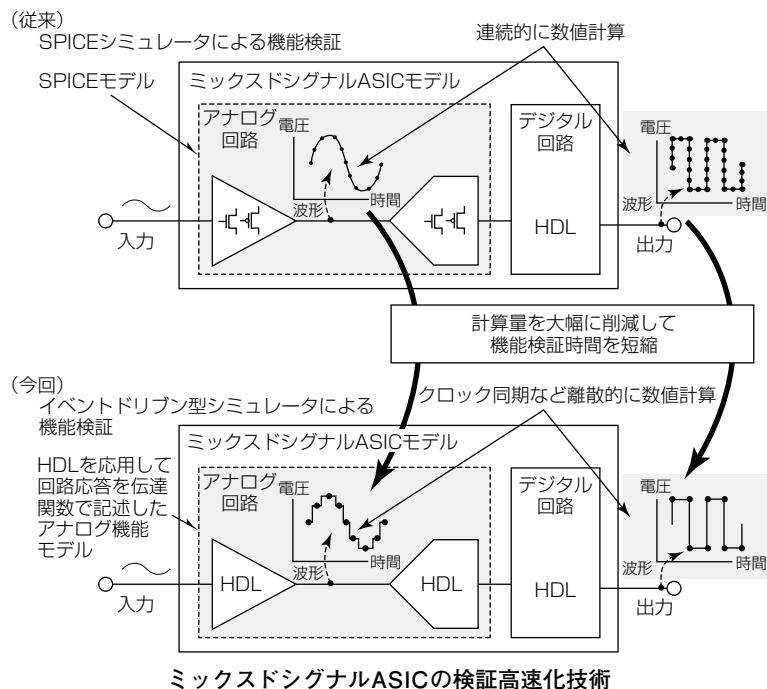 （従来）
SPICEシミュレータによる機能検証
連続的に数値計算
SPICEモデル
ミックスドシグナルASICモデル
アナログ
回路
電圧
時間
波形
デジタル
回路
HDL
電圧
波形
時間
入力
出力
計算量を大幅に削減して
機能検証時間を短縮
（今回）
イベントドリブン型シミュレータによる
機能検証
クロック同期など離散的に数値計算
ミックスドシグナルASICモデル
HDLを応用して
回路応答を伝達
関数で記述した
アナログ機能
モデル
アナログ
回路
電圧
時間
波形
HDL
HDL
デジタル
回路
HDL
電圧
波形
時間
入力
出力
ミックスドシグナルASICの検証高速化技術